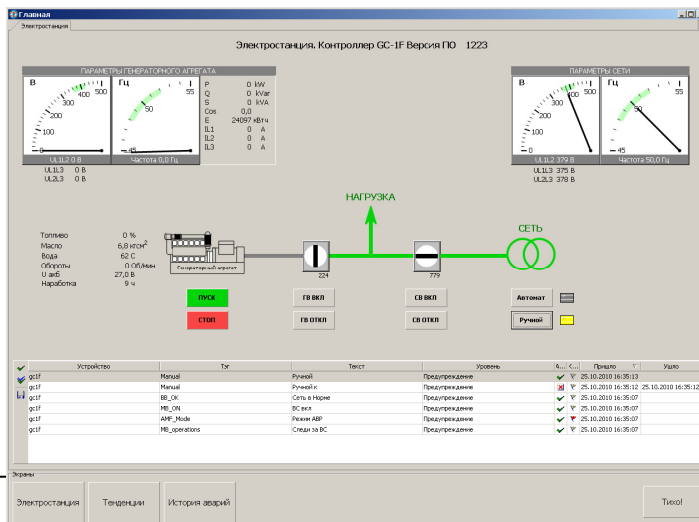 Главная
Электростанция
Электростанция. Контроллер GC-1F Версия ПО 1223
ПАРАМЕТРЫ ГЕНЕРАТОРНОГО АГРЕГАТА
В 100 200 300 400 500
UL1L2 0 В
Гц 45 50 55
Частота 0,0 Гц
P 0 kW
Q 0 kVar
S 0 kVA
Cos 0,0
E 24097 кВтч
IL1 0 A
IL2 0 A
IL3 0 A
UL1L3 0 В
UL2L3 0 В
ПАРАМЕТРЫ СЕТИ
В 0 100 200 300 400 500
UL1L2 379 В
Гц 45 50 55
Частота 50,0 Гц
UL1L3 375 В
UL2L3 378 В
НАГРУЗКА
СЕТЬ
Топливо 0 %
Масло 6,8 кгсм2
Вода 62 С
Обороты 0 Об/мин
U акб 27,0 В
Наработка 9 ч
Генераторный агрегат
224
779
ПУСК
ГВ ВКЛ
СВ ВКЛ
Автомат
СТОП
ГВ ОТКЛ
СВ ОТКЛ
Ручной
Устройство Тэг Текст Уровень А... К... Пришло Ушло
gc1f Manual Ручной Предупреждение 25.10.2010 16:35:13
gc1f Manual Ручной к Предупреждение 25.10.2010 16:35:12 25.10.2010 16:35:12
gc1f BB_OK Сеть в Норме Предупреждение 25.10.2010 16:35:07
gc1f MB_ON ВС вкл Предупреждение 25.10.2010 16:35:07
gc1f AMF_Mode Режим АВР Предупреждение 25.10.2010 16:35:07
gc1f MB_operations Следи за ВС Предупреждение 25.10.2010 16:35:07
Экраны
Электростанция
Тенденции
История аварий
Тихо!